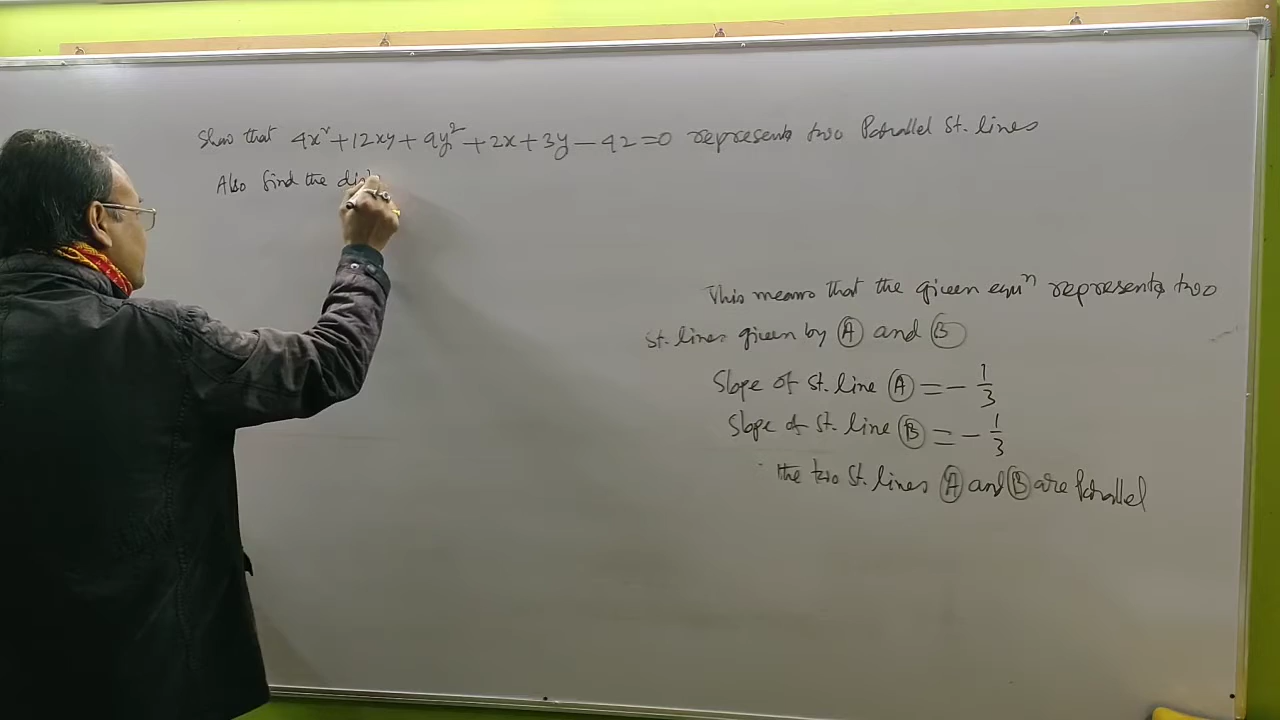 Show that 4x²+12xy+9y²+2x+3y-42=0 represents two Parallel St. lines
Also find the dist
This means that the given equⁿ represents two
St. lines given by Ⓐ and Ⓑ
Slope of St. line Ⓐ = - 1/3
Slope of St. line Ⓑ = - 1/3
the two St. lines Ⓐ and Ⓑ are Parallel